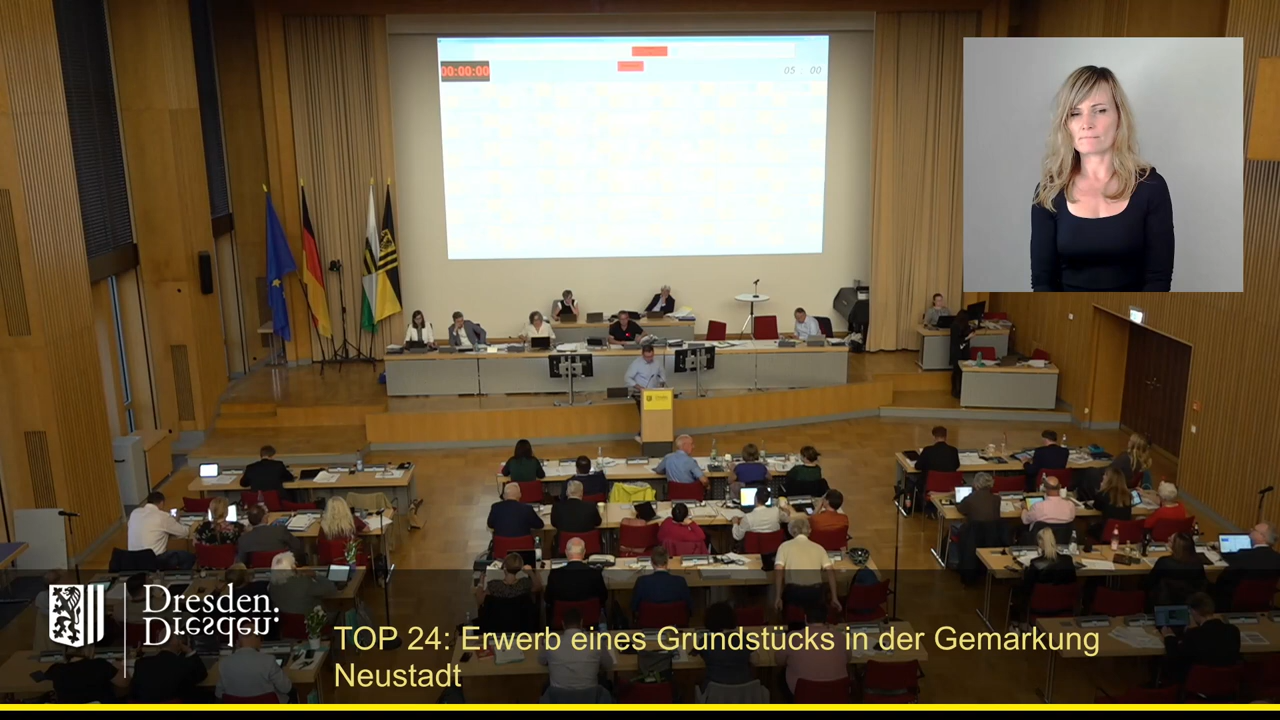 00:00:00
05 : 00
Dresden.
Dresden.
TOP 24: Erwerb eines Grundstücks in der Gemarkung
Neustadt